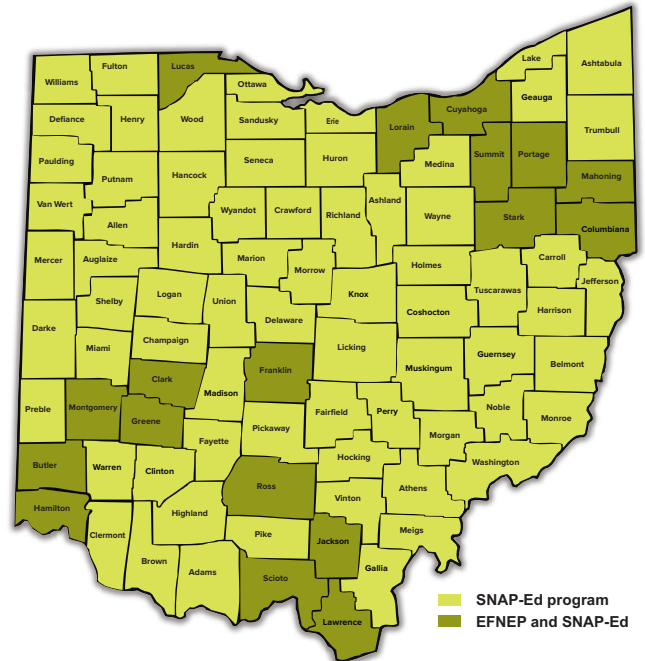 Lake
Ashtabula
Williams
Fulton
Lucas
Ottawa
Geauga
Cuyahoga
Defiance
Henry
Wood
Sandusky
Erie
Lorain
Trumbull
Paulding
Seneca
Huron
Medina
Summit
Portage
Putnam
Hancock
Mahoning
Van Wert
Wyandot
Crawford
Richland
Ashland
Wayne
Stark
Allen
Columbiana
Hardin
Mercer
Auglaize
Marion
Morrow
Holmes
Carroll
Tuscarawas
Jefferson
Shelby
Logan
Union
Knox
Coshocton
Harrison
Delaware
Darke
Miami
Champaign
Licking
Muskingum
Guernsey
Belmont
Clark
Franklin
Madison
Preble
Montgomery
Greene
Fairfield
Perry
Noble
Monroe
Pickaway
Fayette
Morgan
Butler
Warren
Clinton
Hocking
Washington
Ross
Athens
Vinton
Hamilton
Highland
Clermont
Pike
Jackson
Meigs
Brown
Adams
Scioto
Gallia
Lawrence
SNAP-Ed program
EFNEP and SNAP-Ed